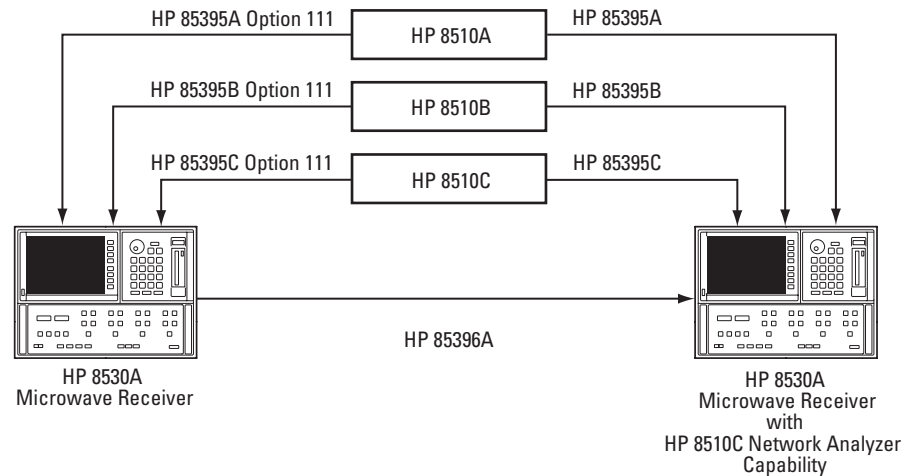 HP 85395A Option 111
HP 8510A
HP 85395A
HP 85395B Option 111
HP 8510B
HP 85395B
HP 85395C Option 111
HP 8510C
HP 85395C
HP 85396A
HP 8530A
Microwave Receiver
HP 8530A
Microwave Receiver
with
HP 8510C Network Analyzer
Capability